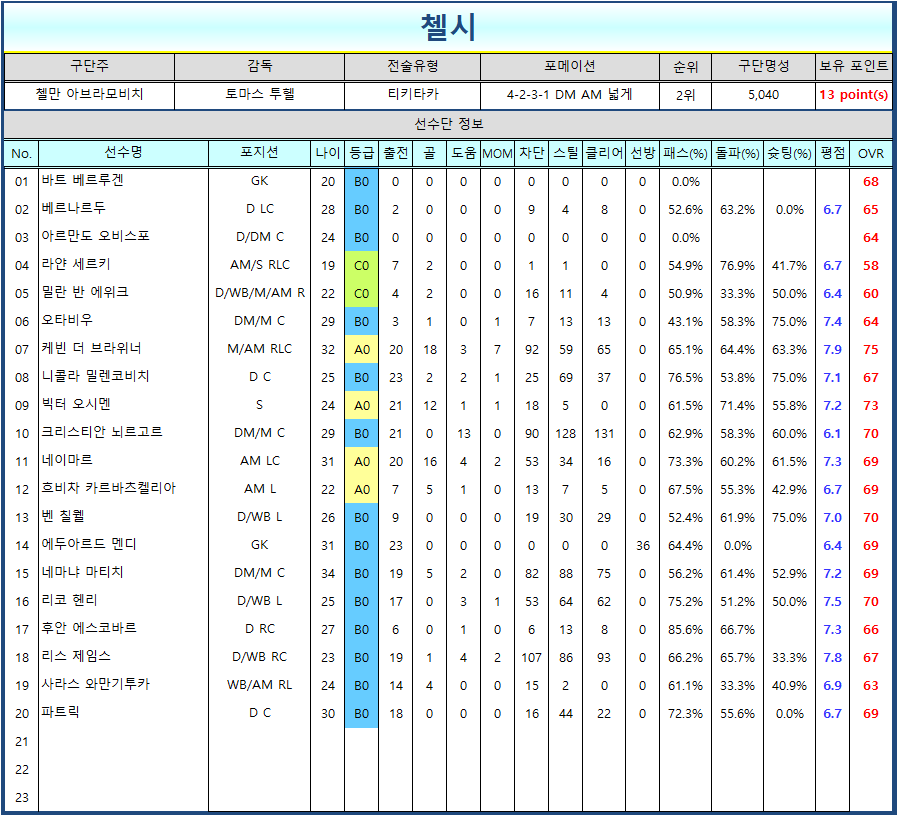 첼시
구단주 감독 전술유형 포메이션 순위 구단명성 보유 포인트
첼만 아브라모비치 토마스 투헬 티키타카 4-2-3-1 DM AM 넓게 2위 5,040 13 point(s)
선수단 정보
No. 선수명 포지션 나이 등급 출전 골 도움 MOM 차단 스틸 클리어 선방 패스(%) 돌파(%) 슛팅(%) 평점 OVR
01 바트 베르루겐 GK 20 B0 0 0 0 0 0 0 0 0 0.0% 68
02 베르나르두 D LC 28 B0 2 0 0 0 9 4 8 0 52.6% 63.2% 0.0% 6.7 65
03 아르만도 오비스포 D/DM C 24 B0 0 0 0 0 0 0 0 0 0.0% 64
04 라얀 세르키 AM/S RLC 19 C0 7 2 0 0 1 1 0 0 54.9% 76.9% 41.7% 6.7 58
05 밀란 반 에위크 D/WB/M/AM R 22 C0 4 2 0 0 16 11 4 0 50.9% 33.3% 50.0% 6.4 60
06 오타비우 DM/M C 29 B0 3 1 0 1 7 13 13 0 43.1% 58.3% 75.0% 7.4 64
07 케빈 더 브라위너 M/AM RLC 32 A0 20 18 3 7 92 59 65 0 65.1% 64.4% 63.3% 7.9 75
08 니콜라 밀렌코비치 D C 25 B0 23 2 2 1 25 69 37 0 76.5% 53.8% 75.0% 7.1 67
09 빅터 오시멘 S 24 A0 21 12 1 1 18 5 0 0 61.5% 71.4% 55.8% 7.2 73
10 크리스티안 뇌르고르 DM/M C 29 B0 21 0 13 0 90 128 131 0 62.9% 58.3% 60.0% 6.1 70
11 네이마르 AM LC 31 A0 20 16 4 2 53 34 16 0 73.3% 60.2% 61.5% 7.3 69
12 흐비차 카르바츠켈리아 AM L 22 A0 7 5 1 0 13 7 5 0 67.5% 55.3% 42.9% 6.7 69
13 벤 칠웰 D/WB L 26 B0 9 0 0 0 19 30 29 0 52.4% 61.9% 75.0% 7.0 70
14 에두아르드 멘디 GK 31 B0 23 0 0 0 0 0 0 36 64.4% 0.0% 6.4 69
15 네마냐 마티치 DM/M C 34 B0 19 5 2 0 82 88 75 0 56.2% 61.4% 52.9% 7.2 69
16 리코 헨리 D/WB L 25 B0 17 0 3 1 53 64 62 0 75.2% 51.2% 50.0% 7.5 70
17 후안 에스코바르 D RC 27 B0 6 0 1 0 6 13 8 0 85.6% 66.7% 7.3 66
18 리스 제임스 D/WB RC 23 B0 19 1 4 2 107 86 93 0 66.2% 65.7% 33.3% 7.8 67
19 사라스 와만기투카 WB/AM RL 24 B0 14 4 0 0 15 2 0 0 61.1% 33.3% 40.9% 6.9 63
20 파트릭 D C 30 B0 18 0 0 0 16 44 22 0 72.3% 55.6% 0.0% 6.7 69
21
22
23